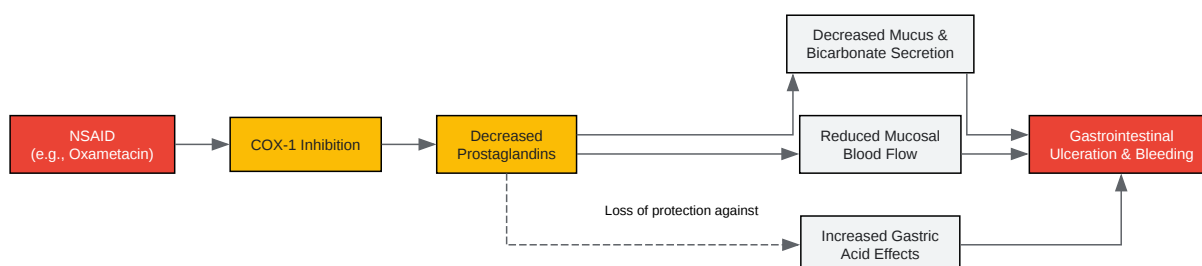 NSAID
(e.g., Oxametacin)
COX-1 Inhibition
Decreased
Prostaglandins
Decreased Mucus &
Bicarbonate Secretion
Reduced Mucosal
Blood Flow
Loss of protection against
Increased Gastric
Acid Effects
Gastrointestinal
Ulceration & Bleeding